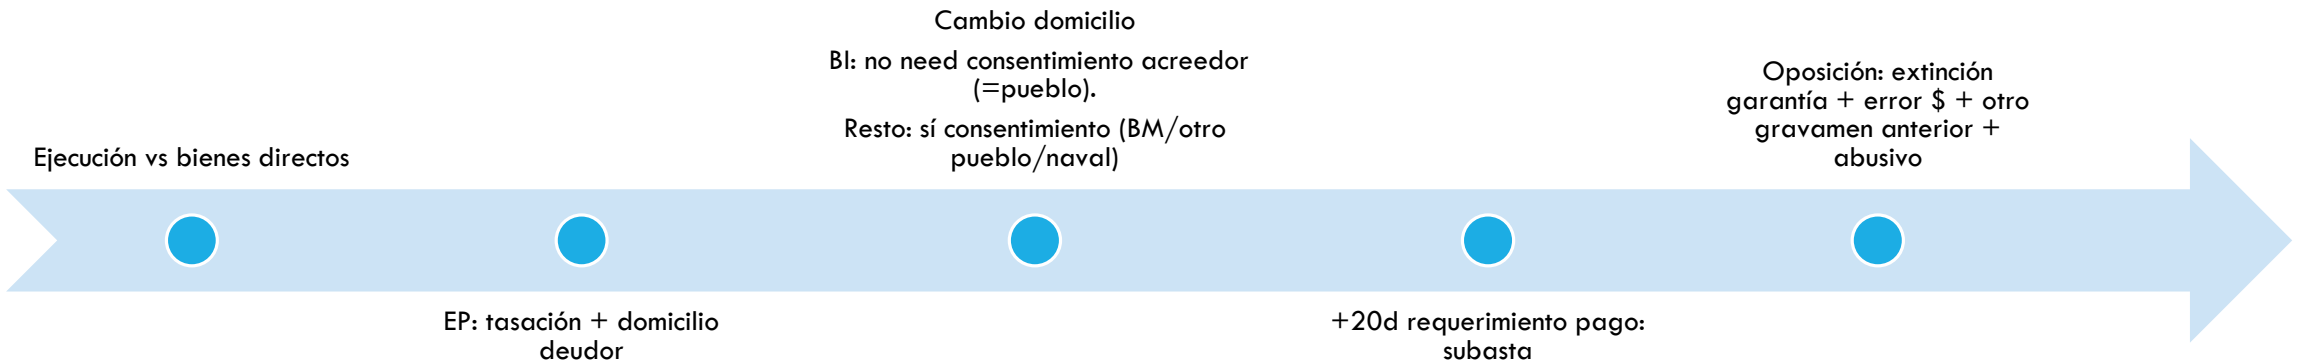 Ejecución vs bienes directos
EP: tasación + domicilio
deudor
Cambio domicilio
BI: no need consentimiento acreedor
(=pueblo).
Resto: sí consentimiento (BM/otro
pueblo/naval)
+20d requerimiento pago:
subasta
Oposición: extinción
garantía + error $ + otro
gravamen anterior +
abusivo